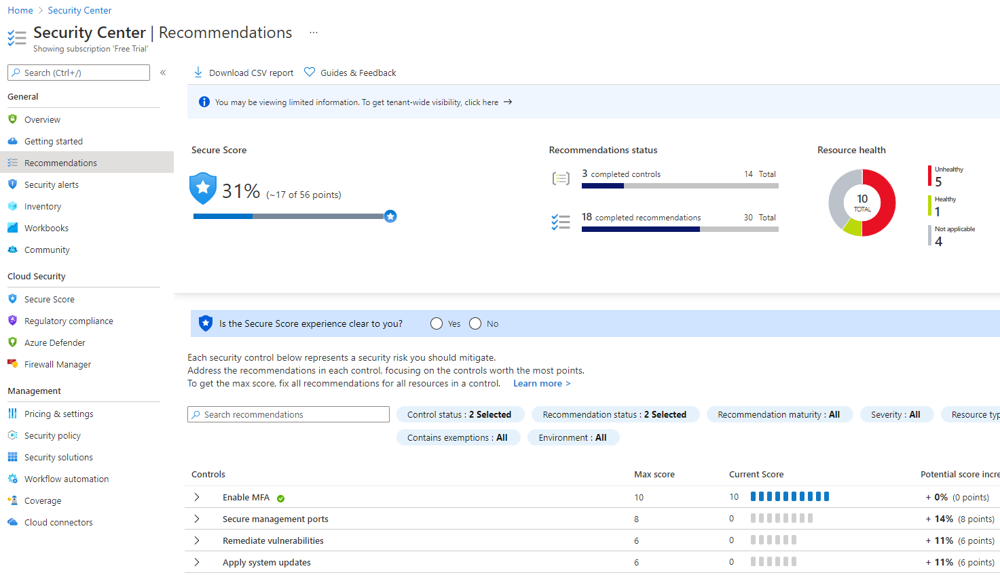 Home > Security Center
Security Center | Recommendations ...
Showing subscription 'Free Trial'
Search (Ctrl+/)
«
General
Overview
Getting started
Recommendations
Security alerts
Inventory
Workbooks
Community
Cloud Security
Secure Score
Regulatory compliance
Azure Defender
Firewall Manager
Management
Pricing & settings
Security policy
Security solutions
Workflow automation
Coverage
Cloud connectors
Download CSV report Guides & Feedback
You may be viewing limited information. To get tenant-wide visibility, click here →
Secure Score
31% (~17 of 56 points)
Recommendations status
3 completed controls 14 Total
18 completed recommendations 30 Total
Resource health
10
TOTAL
Unhealthy
5
Healthy
1
Not applicable
4
Is the Secure Score experience clear to you? Yes No
Each security control below represents a security risk you should mitigate.
Address the recommendations in each control, focusing on the controls worth the most points.
To get the max score, fix all recommendations for all resources in a control. Learn more >
Search recommendations
Control status : 2 Selected Recommendation status : 2 Selected Recommendation maturity : All Severity : All Resource typ
Contains exemptions : All Environment : All
Controls Max score Current Score Potential score incre
Enable MFA 10 10 + 0% (0 points)
Secure management ports 8 0 + 14% (8 points)
Remediate vulnerabilities 6 0 + 11% (6 points)
Apply system updates 6 0 + 11% (6 points)